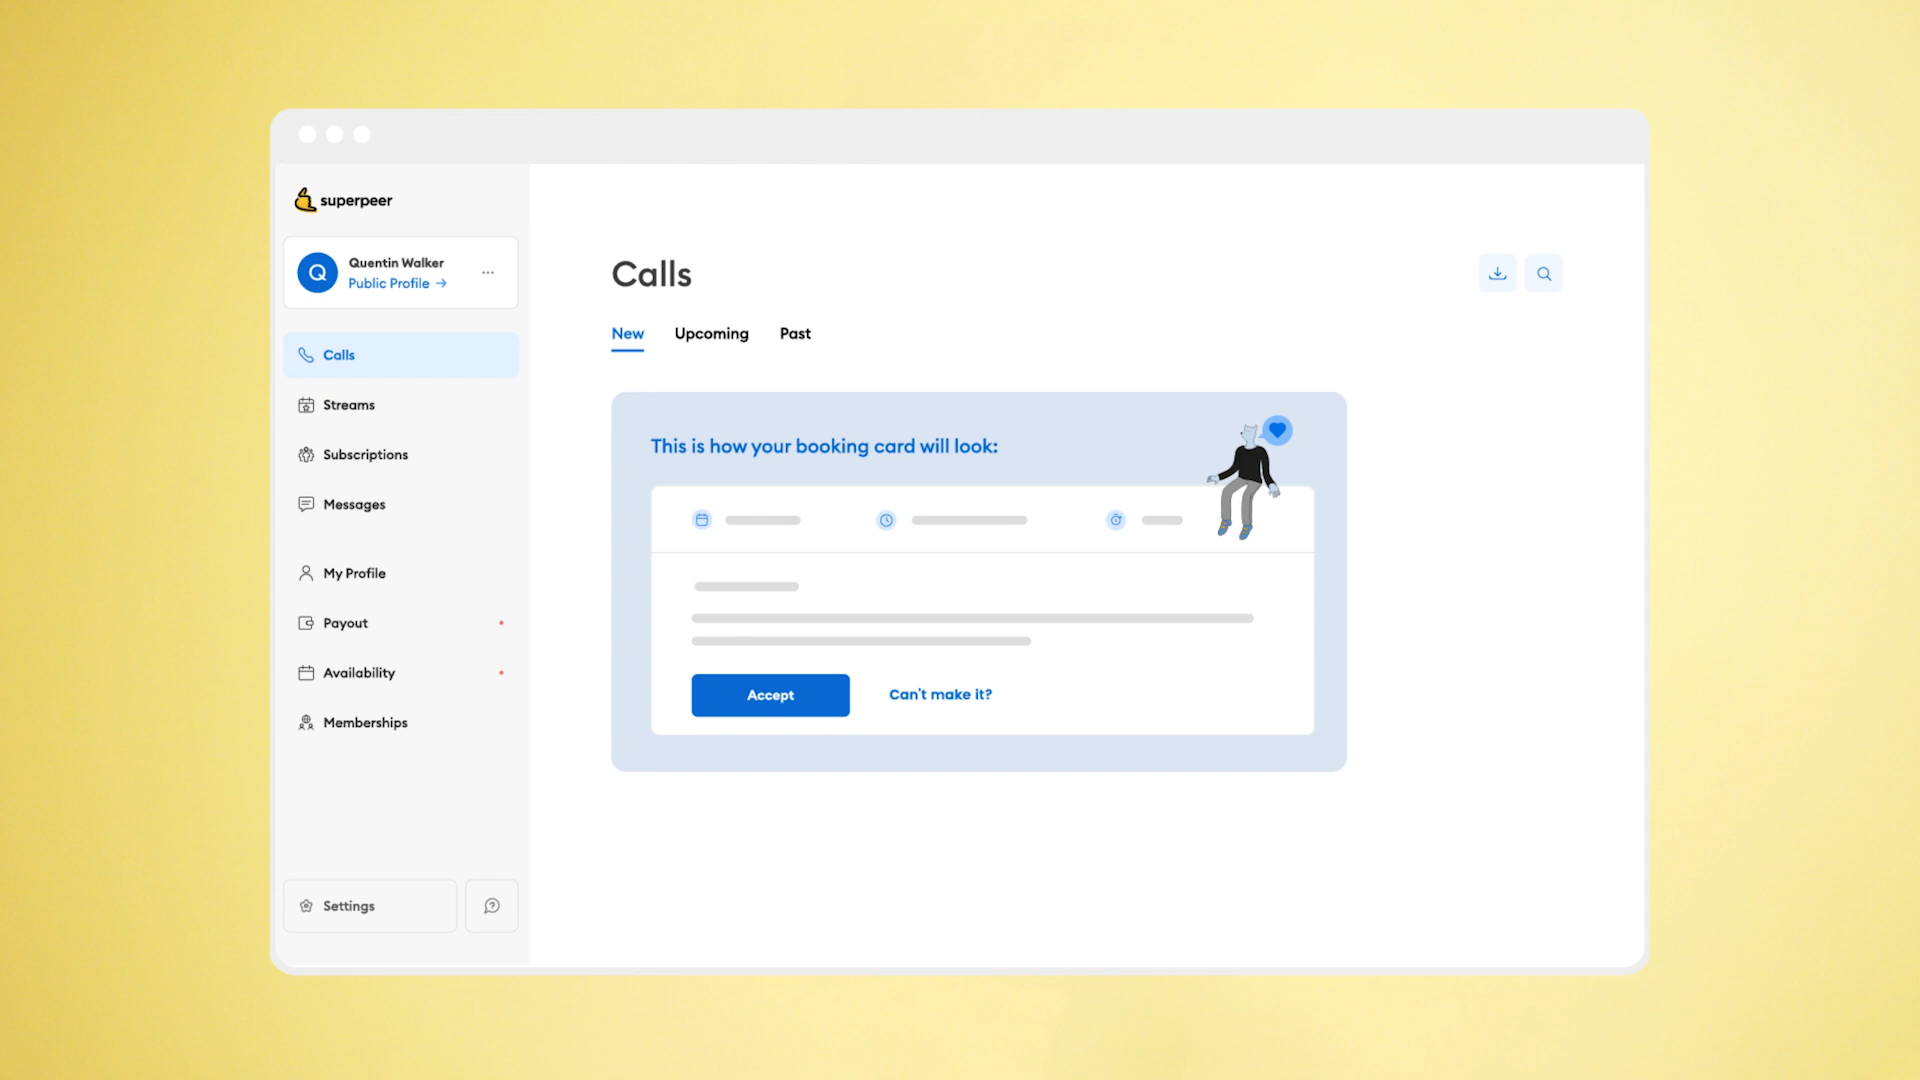 superpeer
Q
Quentin Walker
Public Profile →
Calls
Streams
Subscriptions
Messages
My Profile
Payout
Availability
Memberships
Settings
Calls
New Upcoming Past
This is how your booking card will look:
Accept Can't make it?